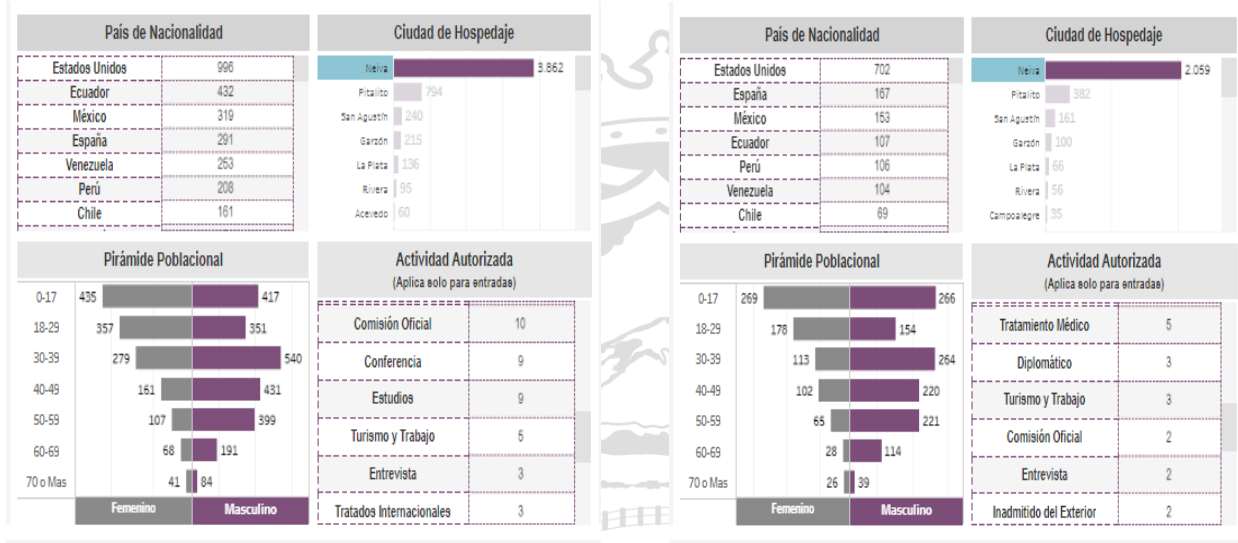 País de Nacionalidad
Estados Unidos 996
Ecuador 432
México 319
España 291
Venezuela 253
Perú 208
Chile 161
Ciudad de Hospedaje
Neiva 3.862
Pitalito 794
San Agustín 240
Garzón 215
La Plata 136
Rivera 95
Acevedo 60
Pirámide Poblacional
0-17 435 417
18-29 357 351
30-39 279 540
40-49 161 431
50-59 107 399
60-69 68 191
70 o Mas 41 84
Femenino Masculino
Actividad Autorizada
(Aplica solo para entradas)
Comisión Oficial 10
Conferencia 9
Estudios 9
Turismo y Trabajo 5
Entrevista 3
Tratados Internacionales 3
País de Nacionalidad
Estados Unidos 702
España 167
México 153
Ecuador 107
Perú 106
Venezuela 104
Chile 69
Ciudad de Hospedaje
Neiva 2.059
Pitalito 382
San Agustín 161
Garzón 100
La Plata 66
Rivera 56
Campoalegre 35
Pirámide Poblacional
0-17 269 266
18-29 178 154
30-39 113 264
40-49 102 220
50-59 65 221
60-69 28 114
70 o Mas 26 39
Femenino Masculino
Actividad Autorizada
(Aplica solo para entradas)
Tratamiento Médico 5
Diplomático 3
Turismo y Trabajo 3
Comisión Oficial 2
Entrevista 2
Inadmitido del Exterior 2